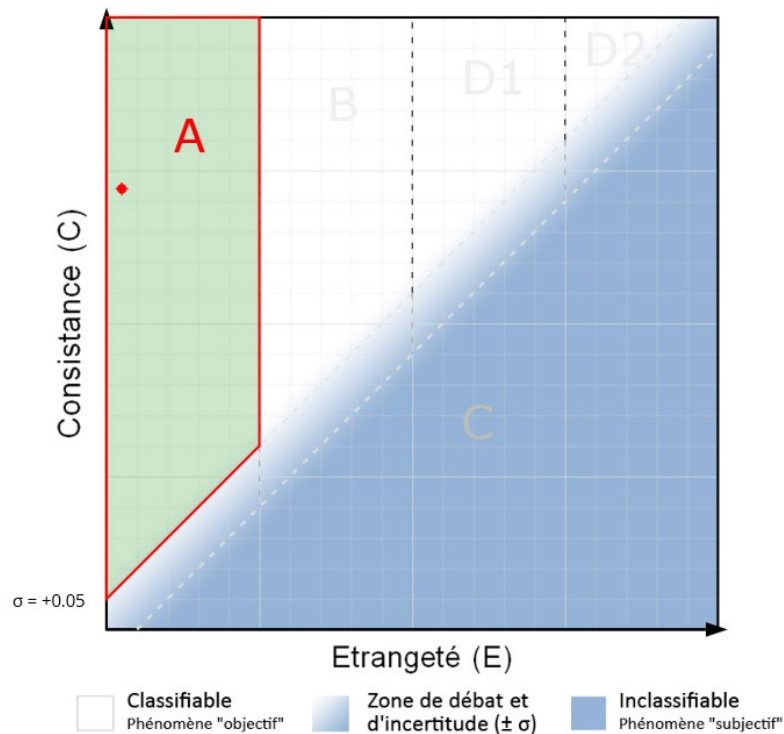 A
B
D1
D2
C
Consistance (C)
σ = +0.05
Etrangeté (E)
Classifiable
Phénomène "objectif"
Zone de débat et
d'incertitude (± σ)
Inclassifiable
Phénomène "subjectif"